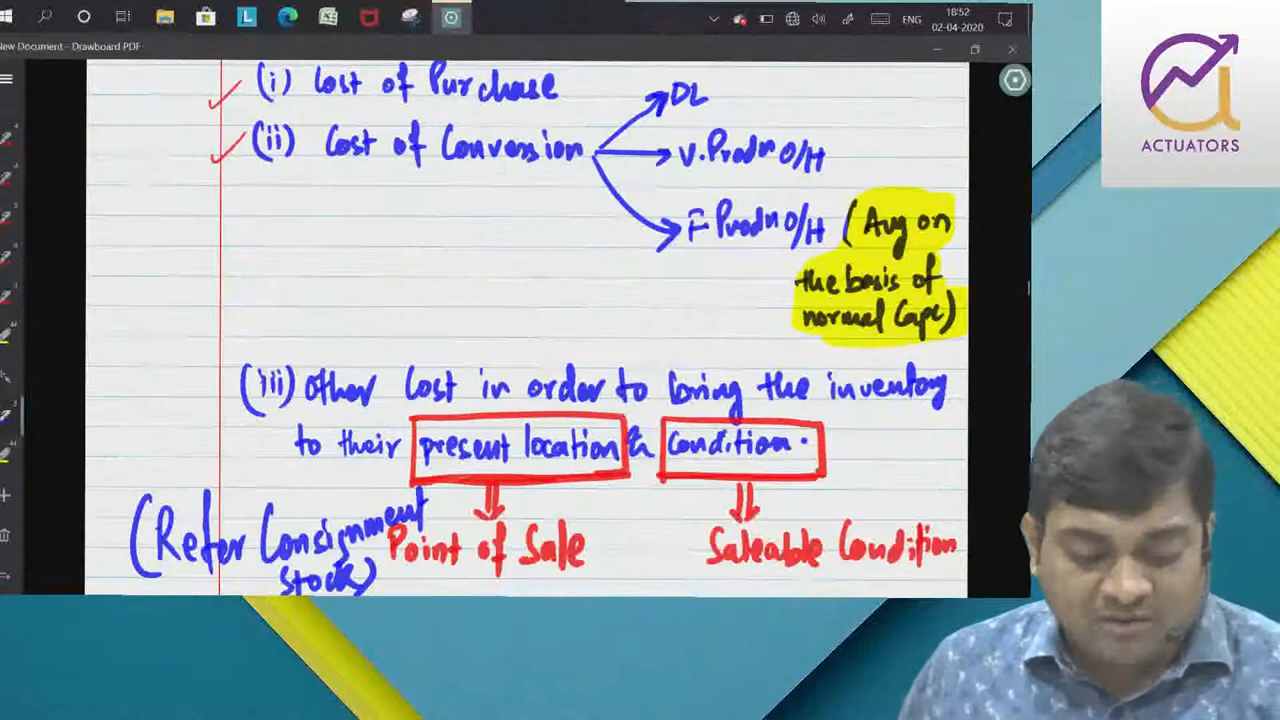 18:52
ENG
02-04-2020
New Document - Drawboard PDF
ACTUATORS
(i) Cost of Purchase
DL
(ii) Cost of Conversion
V. Prodn O/H
F Prodn O/H (Avg on
the basis of
normal Cape)
(iii) Other Cost in order to bring the inventory
to their present location & Condition.
(Refer Consignment
stock)
Point of Sale
Saleable Condition